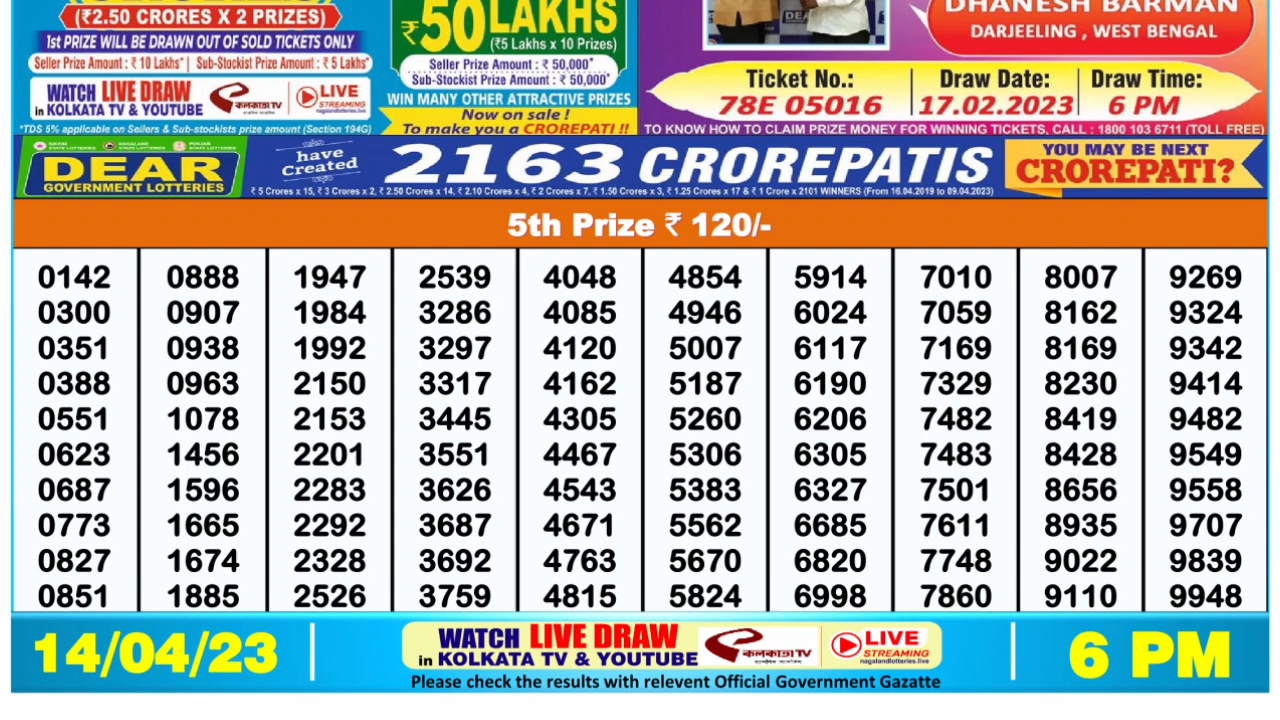 (₹2.50 CRORES X 2 PRIZES)
1st PRIZE WILL BE DRAWN OUT OF SOLD TICKETS ONLY
Seller Prize Amount : ₹ 10 Lakhs* | Sub-Stockist Prize Amount : ₹ 5 Lakhs*
WATCH LIVE DRAW
in KOLKATA TV & YOUTUBE
কলকাতা TV
LIVE
STREAMING
nagalandlotteries.live
*TDS 5% applicable on Sellers & Sub-stockists prize amount (Section 194G)
₹50 LAKHS
(₹5 Lakhs x 10 Prizes)
Seller Prize Amount : ₹ 50,000*
Sub-Stockist Prize Amount : ₹ 50,000*
WIN MANY OTHER ATTRACTIVE PRIZES
Now on sale !
To make you a CROREPATI !!
DHANESH BARMAN
DARJEELING , WEST BENGAL
Ticket No.: Draw Date: Draw Time:
78E 05016 17.02.2023 6 PM
TO KNOW HOW TO CLAIM PRIZE MONEY FOR WINNING TICKETS, CALL : 1800 103 6711 (TOLL FREE)
DEAR
GOVERNMENT LOTTERIES
have
created
2163 CROREPATIS
₹ 5 Crores x 15, ₹ 3 Crores x 2, ₹ 2.50 Crores x 14, ₹ 2.10 Crores x 4, ₹ 2 Crores x 7, ₹ 1.50 Crores x 3, ₹ 1.25 Crores x 17 & ₹ 1 Crore x 2101 WINNERS (From 16.04.2019 to 09.04.2023)
YOU MAY BE NEXT
CROREPATI?
5th Prize ₹ 120/-
0142 0888 1947 2539 4048 4854 5914 7010 8007 9269
0300 0907 1984 3286 4085 4946 6024 7059 8162 9324
0351 0938 1992 3297 4120 5007 6117 7169 8169 9342
0388 0963 2150 3317 4162 5187 6190 7329 8230 9414
0551 1078 2153 3445 4305 5260 6206 7482 8419 9482
0623 1456 2201 3551 4467 5306 6305 7483 8428 9549
0687 1596 2283 3626 4543 5383 6327 7501 8656 9558
0773 1665 2292 3687 4671 5562 6685 7611 8935 9707
0827 1674 2328 3692 4763 5670 6820 7748 9022 9839
0851 1885 2526 3759 4815 5824 6998 7860 9110 9948
14/04/23
WATCH LIVE DRAW
in KOLKATA TV & YOUTUBE
কলকাতা TV
LIVE
STREAMING
nagalandlotteries.live
Please check the results with relevent Official Government Gazatte
6 PM